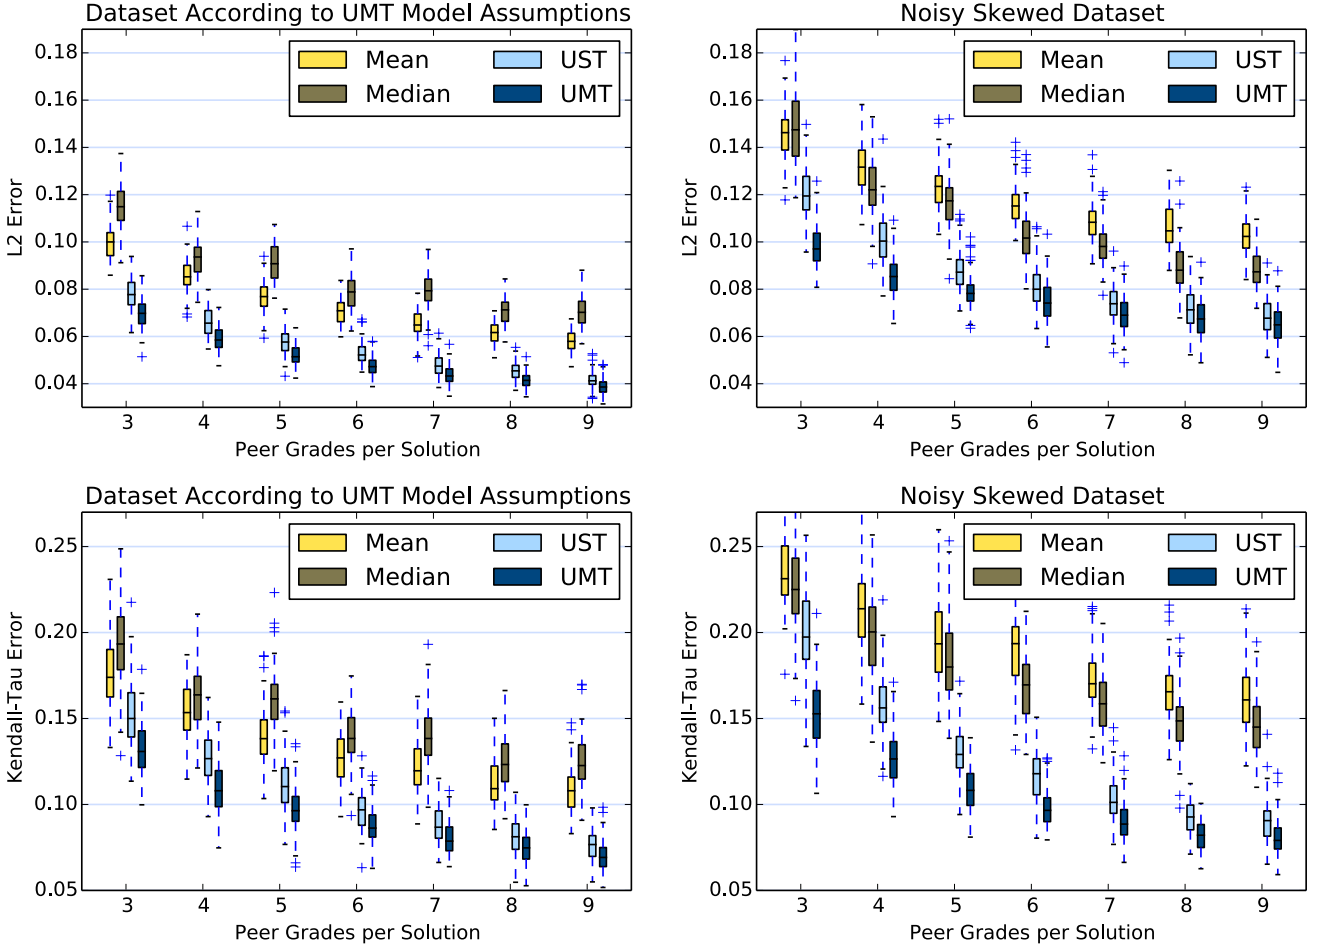 Dataset According to UMT Model Assumptions
Mean UST
Median UMT
L2 Error
0.18
0.16
0.14
0.12
0.10
0.08
0.06
0.04
3 4 5 6 7 8 9
Peer Grades per Solution
Noisy Skewed Dataset
Mean UST
Median UMT
L2 Error
0.18
0.16
0.14
0.12
0.10
0.08
0.06
0.04
3 4 5 6 7 8 9
Peer Grades per Solution
Dataset According to UMT Model Assumptions
Mean UST
Median UMT
Kendall-Tau Error
0.25
0.20
0.15
0.10
0.05
3 4 5 6 7 8 9
Peer Grades per Solution
Noisy Skewed Dataset
Mean UST
Median UMT
Kendall-Tau Error
0.25
0.20
0.15
0.10
0.05
3 4 5 6 7 8 9
Peer Grades per Solution